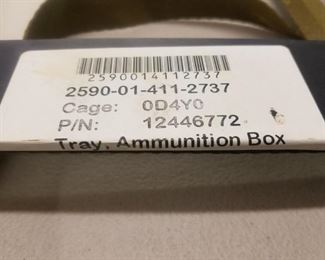 2590014112737
2590-01-411-2737
Cage: 0D4Y0
P/N: 12446772
Tray, Ammunition Box